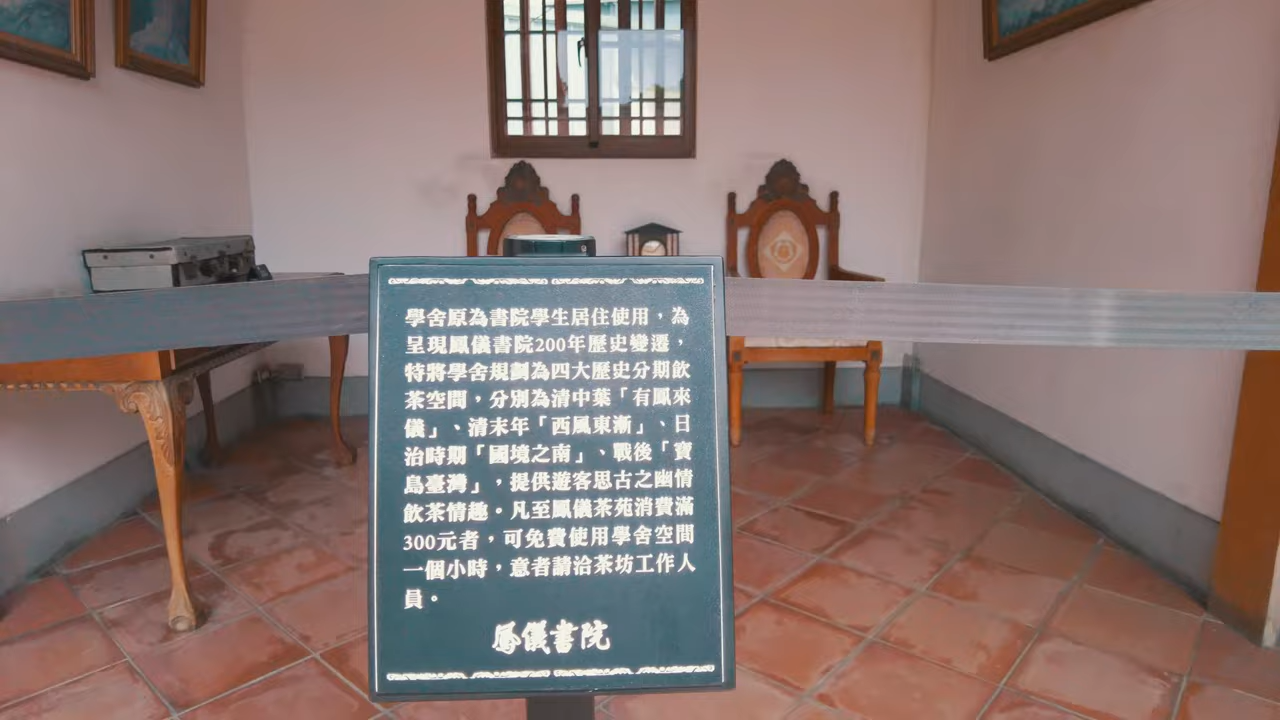 學舍原為書院學生居住使用，為
呈現鳳儀書院200年歷史變遷，
特將學舍規劃為四大歷史分期飲
茶空間，分別為清中葉「有鳳來
儀」、清末年「西風東漸」、日
治時期「國境之南」、戰後「寶
島臺灣」，提供遊客思古之幽情
飲茶情趣。凡至鳳儀茶苑消費滿
300元者，可免費使用學舍空間
一個小時，意者請洽茶坊工作人
員。
鳳儀書院